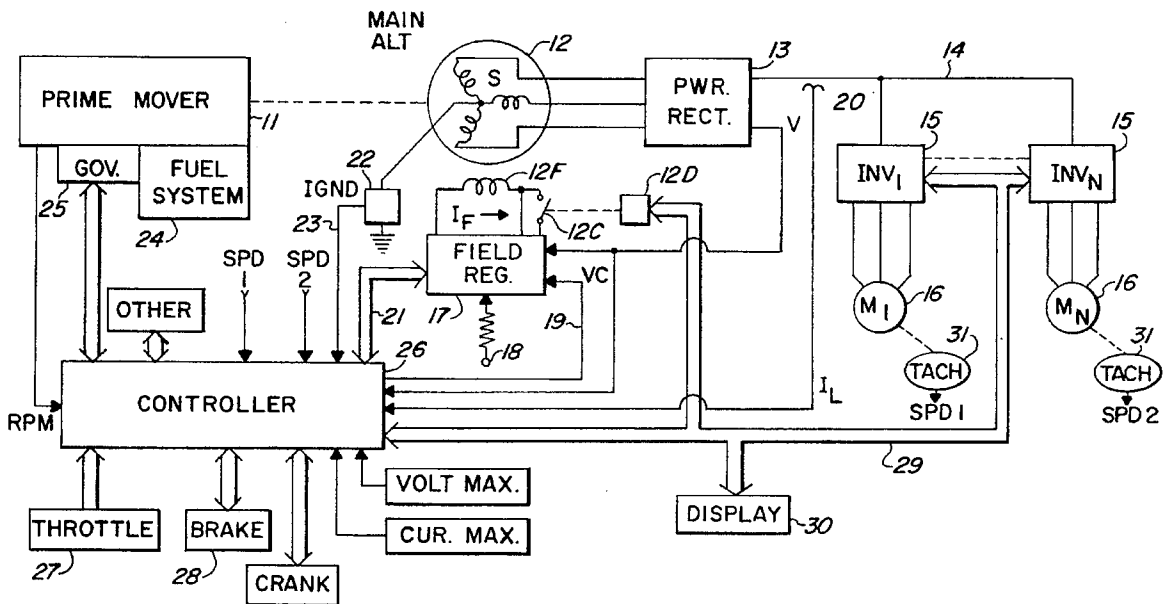 MAIN
ALT
12
13
14
PRIME MOVER
11
S
PWR.
RECT.
V
20
15
15
INV1
INVN
GOV.
25
FUEL
SYSTEM
24
22
IGND
23
12F
IF
12C
12D
FIELD
REG.
VC
17
18
19
21
SPD
1
SPD
2
OTHER
26
CONTROLLER
RPM
M1
16
MN
16
31
TACH
SPD 1
31
TACH
SPD 2
IL
29
VOLT MAX.
CUR. MAX.
DISPLAY
30
THROTTLE
27
BRAKE
28
CRANK